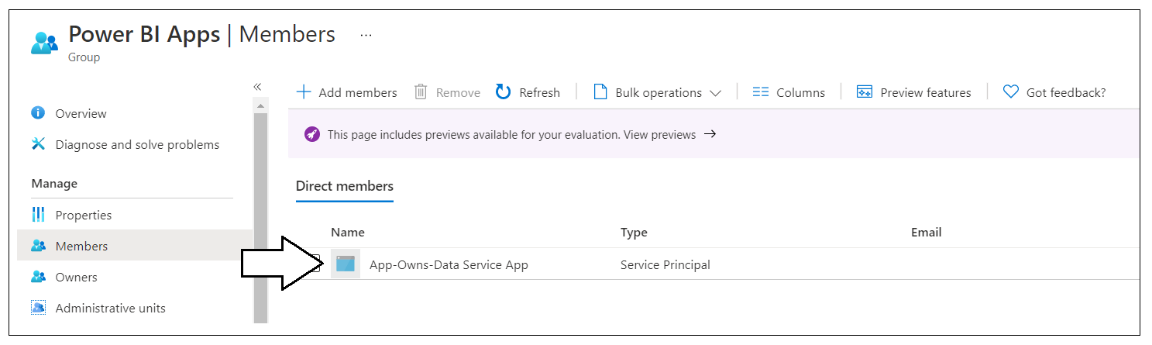 Power BI Apps | Members ...
Group
«
Add members Remove Refresh Bulk operations Columns Preview features Got feedback?
Overview
Diagnose and solve problems
This page includes previews available for your evaluation. View previews →
Manage
Direct members
Properties
Name Type Email
Members
App-Owns-Data Service App Service Principal
Owners
Administrative units